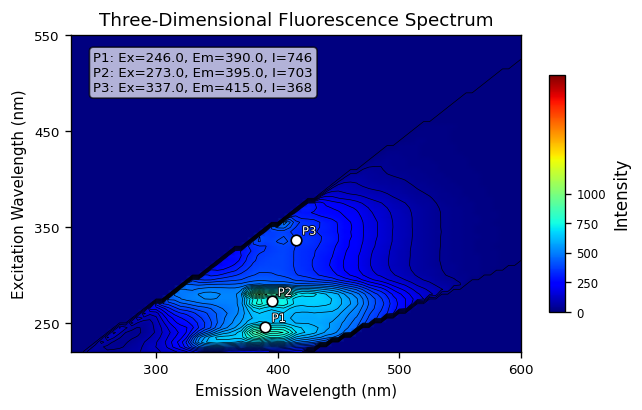 Three-Dimensional Fluorescence Spectrum
550
450
350
250
300
400
500
600
Excitation Wavelength (nm)
Emission Wavelength (nm)
P1: Ex=246.0, Em=390.0, I=746
P2: Ex=273.0, Em=395.0, I=703
P3: Ex=337.0, Em=415.0, I=368
P3
P2
P1
1000
750
500
250
0
Intensity